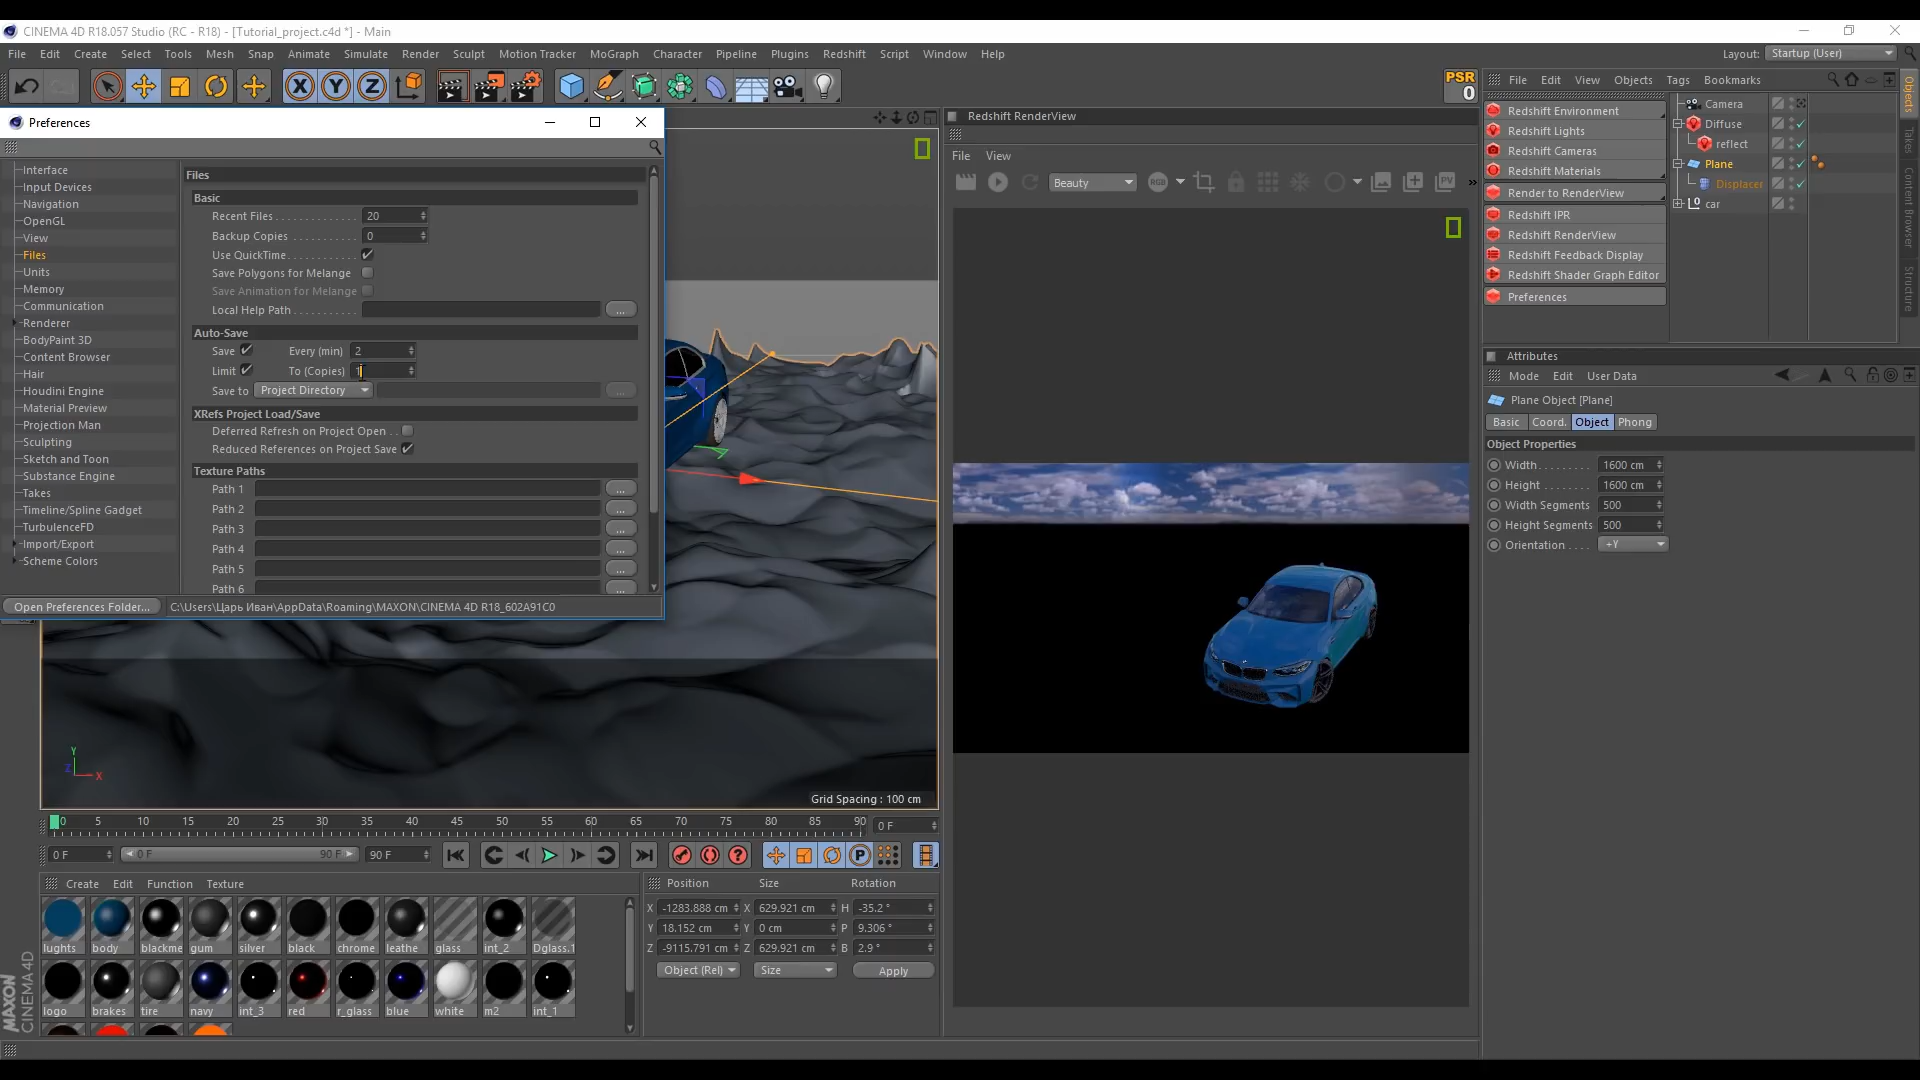 CINEMA 4D R18.057 Studio (RC - R18) - [Tutorial_project.c4d *] - Main
File Edit Create Select Tools Mesh Snap Animate Simulate Render Sculpt Motion Tracker MoGraph Character Pipeline Plugins Redshift Script Window Help Layout: Startup (User)
PSR
0
File Edit View Objects Tags Bookmarks
Objects
Takes
Content Browser
Structure
Preferences
Interface
Input Devices
Navigation
OpenGL
View
Files
Units
Memory
Communication
Renderer
BodyPaint 3D
Content Browser
Hair
Houdini Engine
Material Preview
Projection Man
Sculpting
Sketch and Toon
Substance Engine
Takes
Timeline/Spline Gadget
TurbulenceFD
Import/Export
Scheme Colors
Files
Basic
Recent Files . . . . . . . . . . . . 20
Backup Copies . . . . . . . . . . 0
Use QuickTime. . . . . . . . . . .
Save Polygons for Melange
Save Animation for Melange
Local Help Path . . . . . . . . . . ...
Auto-Save
Save Every (min) 2
Limit To (Copies)
Save to Project Directory ...
XRefs Project Load/Save
Deferred Refresh on Project Open . .
Reduced References on Project Save
Texture Paths
Path 1 ...
Path 2 ...
Path 3 ...
Path 4 ...
Path 5 ...
Path 6 ...
Open Preferences Folder... C:\Users\Царь Иван\AppData\Roaming\MAXON\CINEMA 4D R18_602A91C0
Y
Z
X
Grid Spacing : 100 cm
Redshift RenderView
File View
Beauty RGB PV »
Redshift Environment
Redshift Lights
Redshift Cameras
Redshift Materials
Render to RenderView
Redshift IPR
Redshift RenderView
Redshift Feedback Display
Redshift Shader Graph Editor
Preferences
Camera
Diffuse
reflect
Plane
Displacer
car
Attributes
Mode Edit User Data
Plane Object [Plane]
Basic Coord. Object Phong
Object Properties
Width . . . . . . . . . 1600 cm
Height . . . . . . . . 1600 cm
Width Segments 500
Height Segments 500
Orientation . . . . +Y
0 5 10 15 20 25 30 35 40 45 50 55 60 65 70 75 80 85 90 0 F
0 F 0 F 90 F 90 F
Create Edit Function Texture
lughts body blackme gum silver black chrome leathe glass int_2 Dglass.1
logo brakes tire navy int_3 red r_glass blue white m2 int_1
Position Size Rotation
X -1283.888 cm X 629.921 cm H -35.2 °
Y 18.152 cm Y 0 cm P 9.306 °
Z -9115.791 cm Z 629.921 cm B 2.9 °
Object (Rel) Size Apply
MAXON
CINEMA 4D